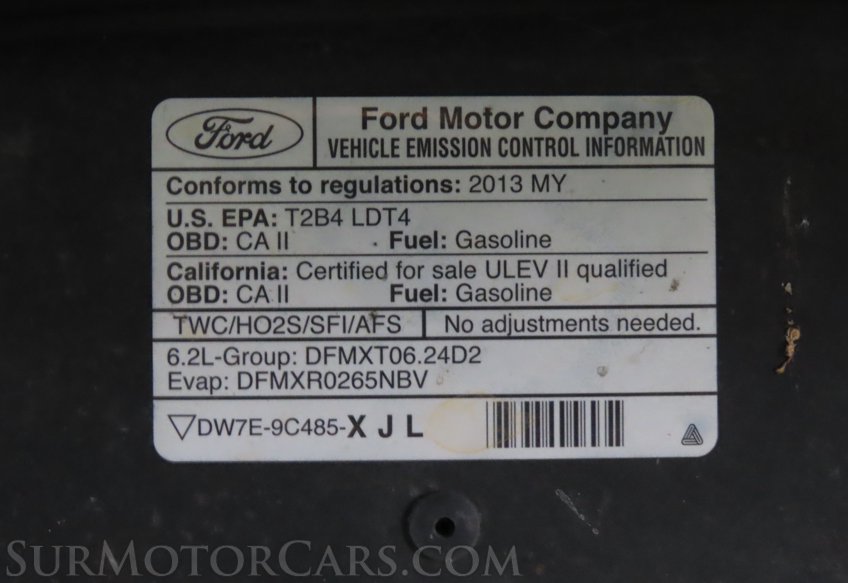 Ford
Ford Motor Company
VEHICLE EMISSION CONTROL INFORMATION
Conforms to regulations: 2013 MY
U.S. EPA: T2B4 LDT4
OBD: CA II Fuel: Gasoline
California: Certified for sale ULEV II qualified
OBD: CA II Fuel: Gasoline
TWC/HO2S/SFI/AFS No adjustments needed.
6.2L-Group: DFMXT06.24D2
Evap: DFMXR0265NBV
DW7E-9C485-X J L
SURMOTORCARS.COM